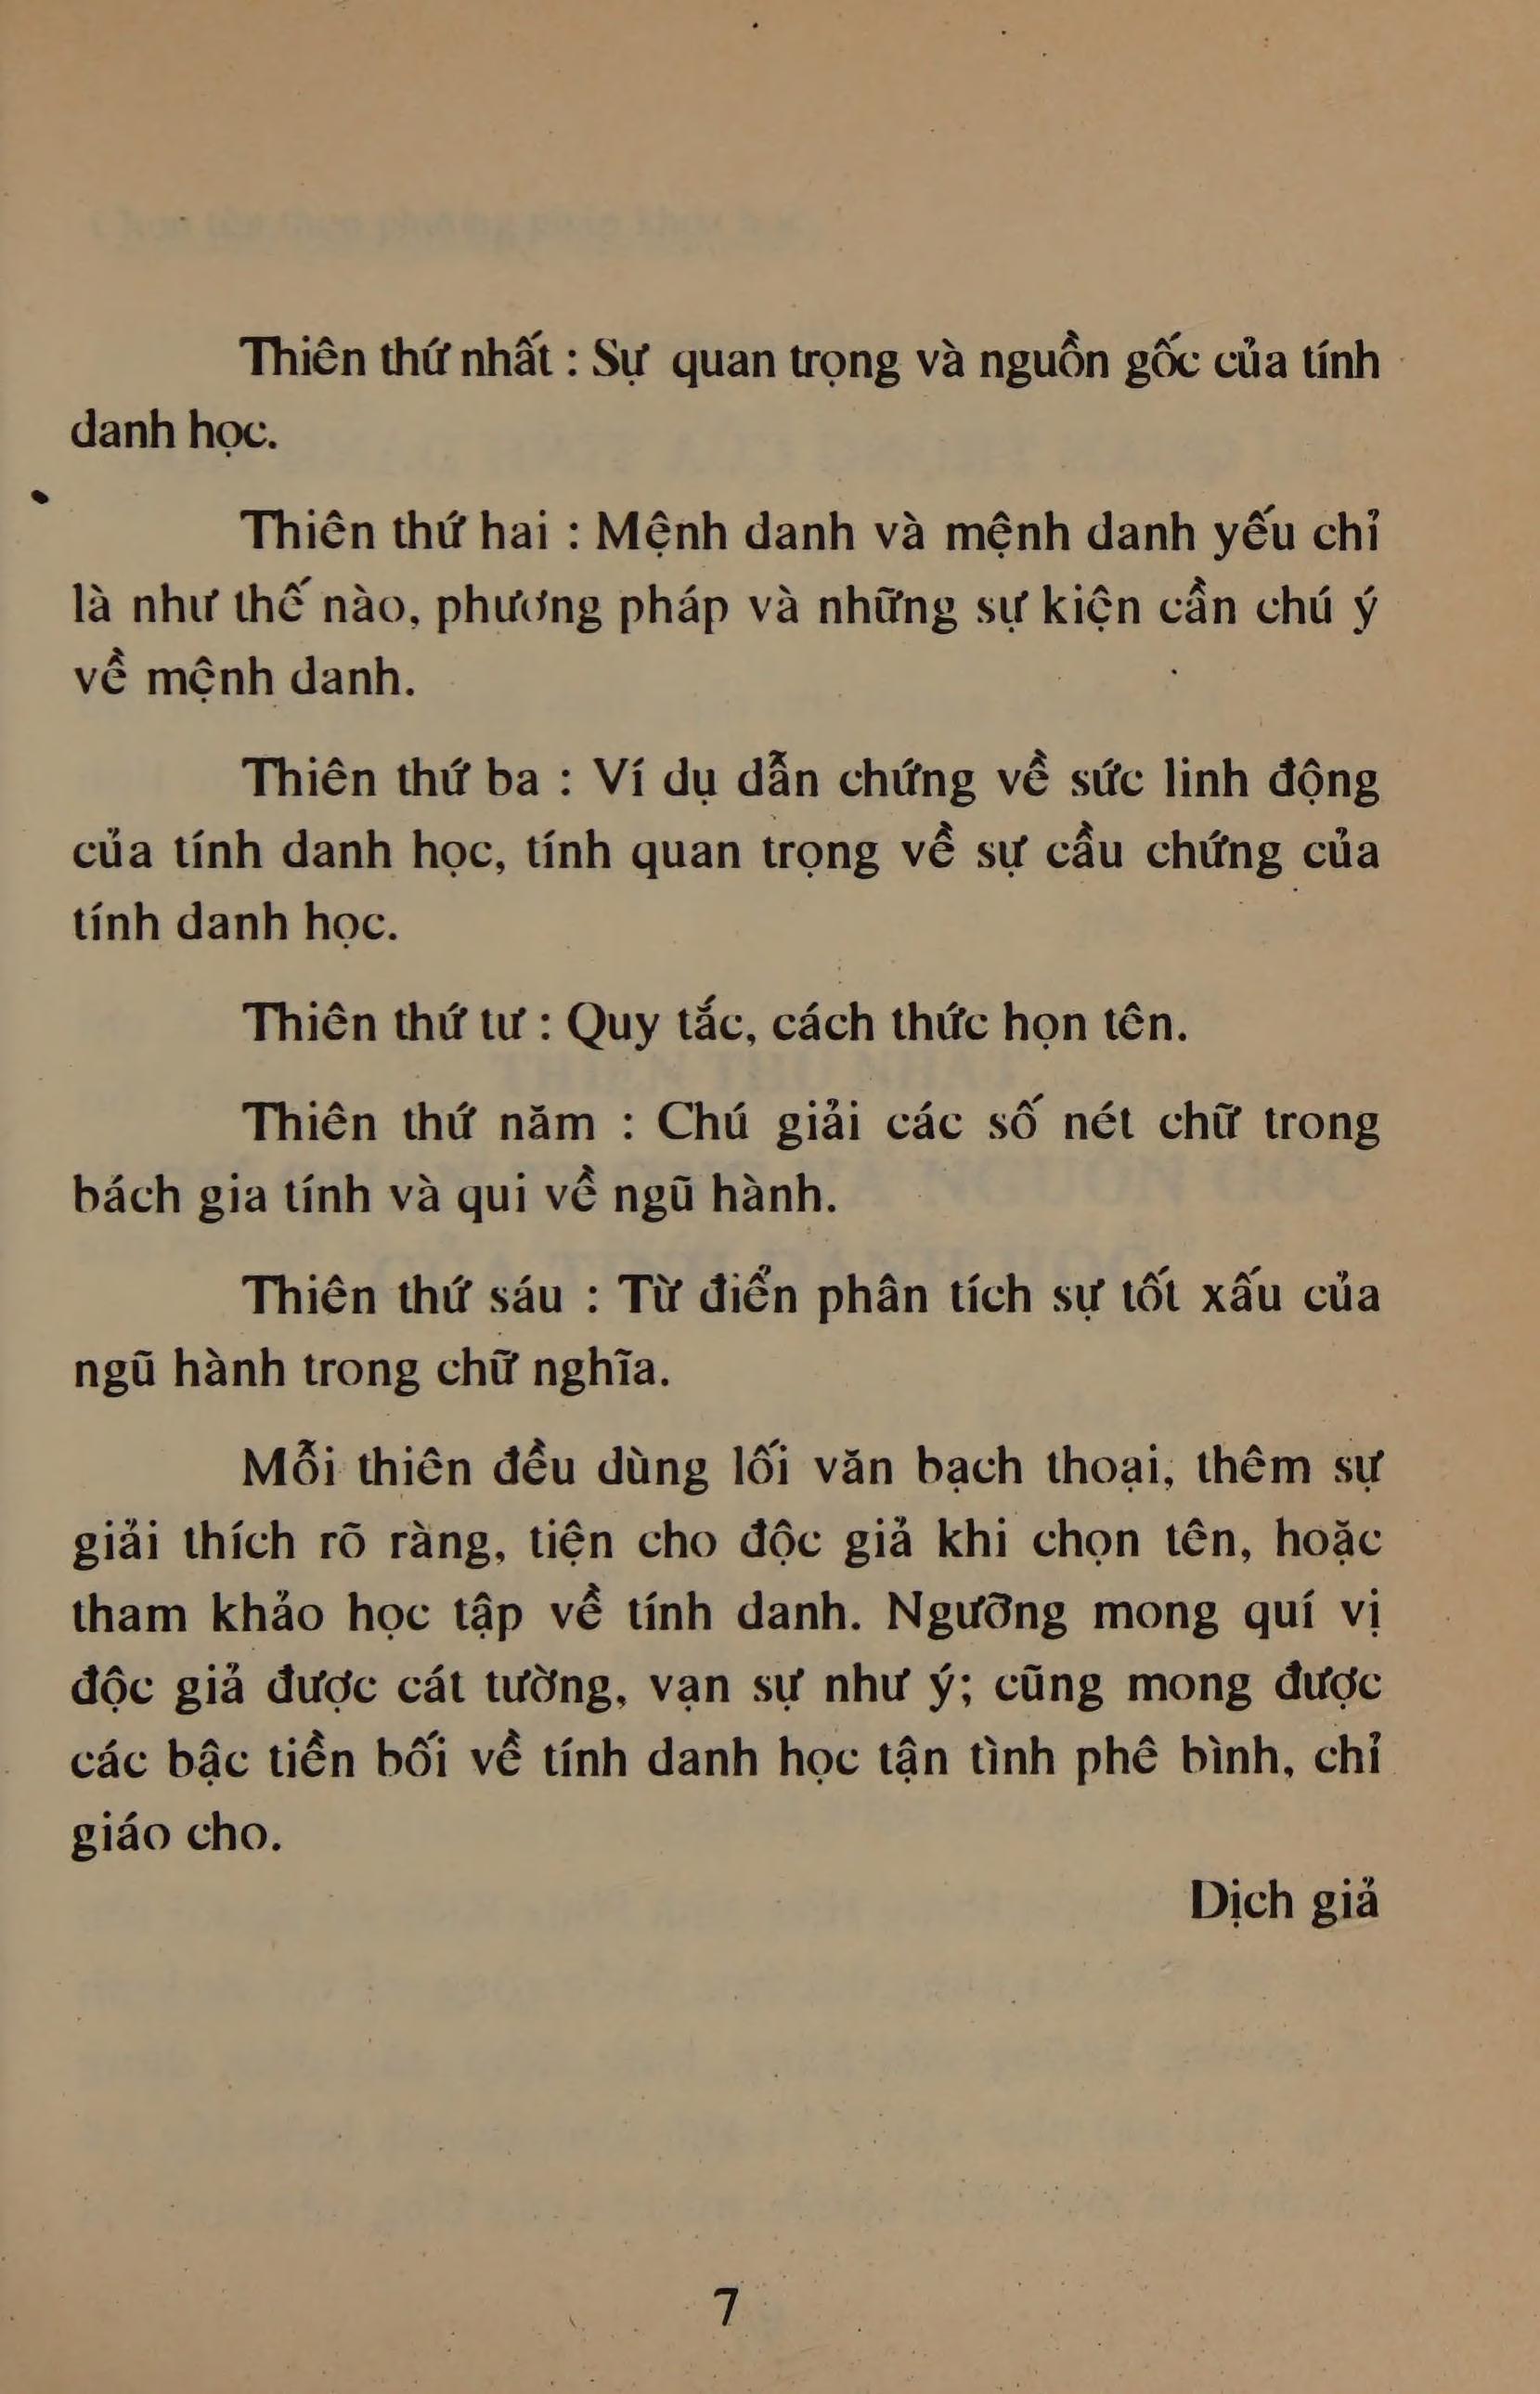 Thiên thứ nhất : Sự quan trọng và nguồn gốc của tính
danh học.
Thiên thứ hai : Mệnh danh và mệnh danh yếu chỉ
là như thế nào, phương pháp và những sự kiện cần chú ý
về mệnh danh.
Thiên thứ ba : Ví dụ dẫn chứng về sức linh động
của tính danh học, tính quan trọng về sự cầu chứng của
tính danh học.
Thiên thứ tư : Quy tắc, cách thức họn tên.
Thiên thứ năm : Chú giải các số nét chữ trong
bách gia tính và qui về ngũ hành.
Thiên thứ sáu : Từ điển phân tích sự tốt xấu của
ngũ hành trong chữ nghĩa.
Mỗi thiên đều dùng lối văn bạch thoại, thêm sự
giải thích rõ ràng, tiện cho độc giả khi chọn tên, hoặc
tham khảo học tập về tính danh. Ngưỡng mong quí vị
độc giả được cát tường, vạn sự như ý; cũng mong được
các bậc tiền bối về tính danh học tận tình phê bình, chỉ
giáo cho.
Dịch giả
7